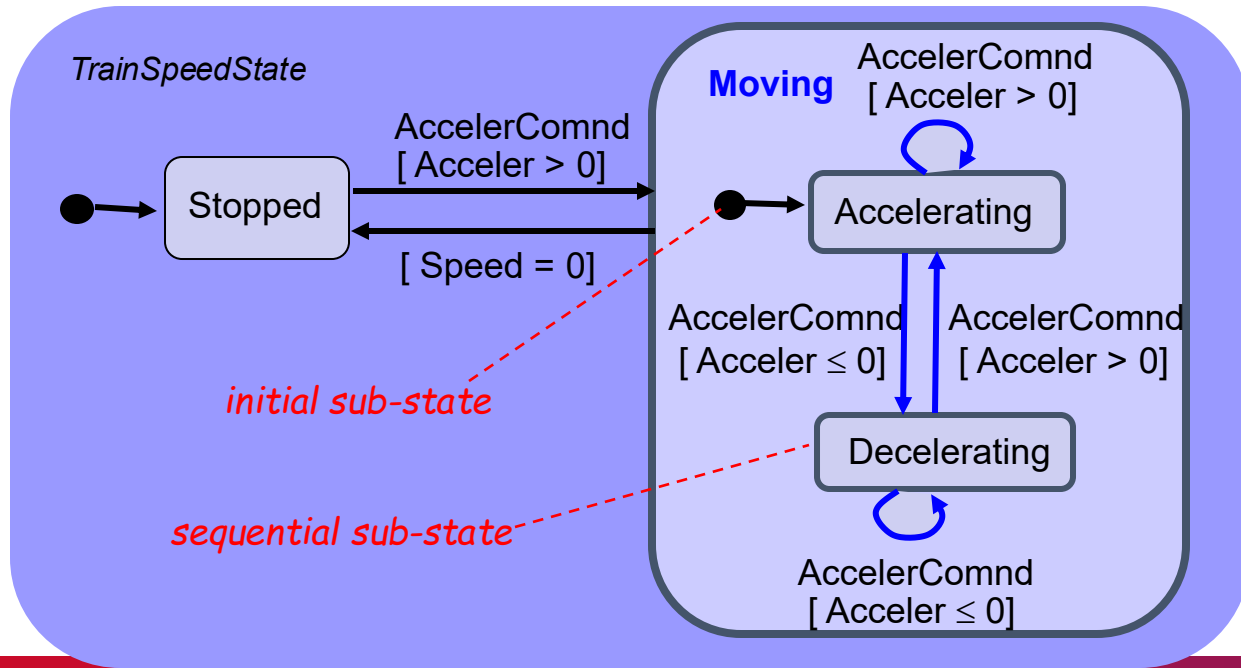 TrainSpeedState
AccelerComnd
[ Acceler > 0]
Stopped
[ Speed = 0]
initial sub-state
sequential sub-state
Moving
AccelerComnd
[ Acceler > 0]
Accelerating
AccelerComnd
[ Acceler ≤ 0]
AccelerComnd
[ Acceler > 0]
Decelerating
AccelerComnd
[ Acceler ≤ 0]